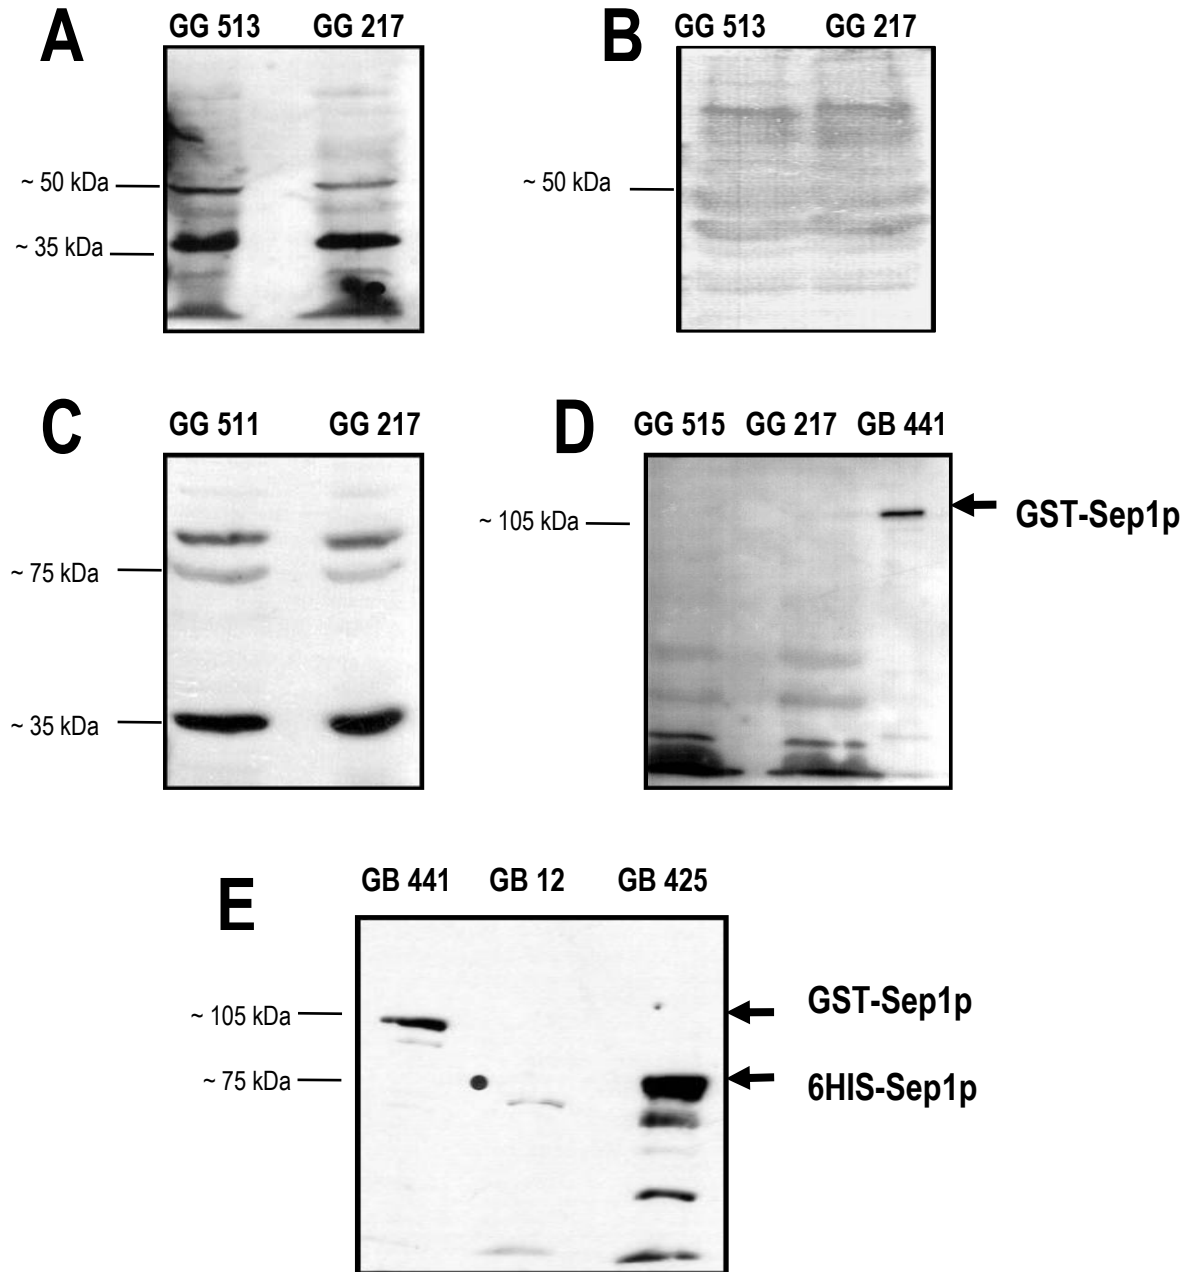 A
GG 513 GG 217
~ 50 kDa
~ 35 kDa
B
GG 513 GG 217
~ 50 kDa
C
GG 511 GG 217
~ 75 kDa
~ 35 kDa
D
GG 515 GG 217 GB 441
~ 105 kDa
GST-Sep1p
E
GB 441 GB 12 GB 425
~ 105 kDa
~ 75 kDa
GST-Sep1p
6HIS-Sep1p